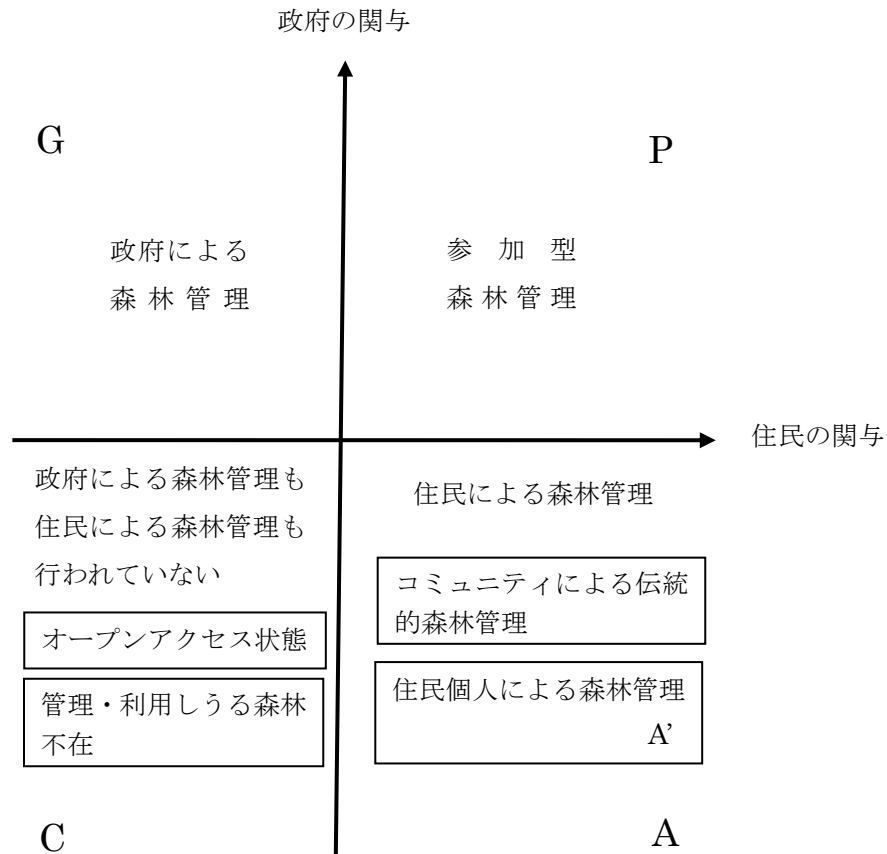 政府の関与
G
P
政府による
森林管理
参加型
森林管理
住民の関与
政府による森林管理も
住民による森林管理も
行われていない
オープンアクセス状態
管理・利用しうる森林
不在
C
住民による森林管理
コミュニティによる伝統
的森林管理
住民個人による森林管理
A’
A